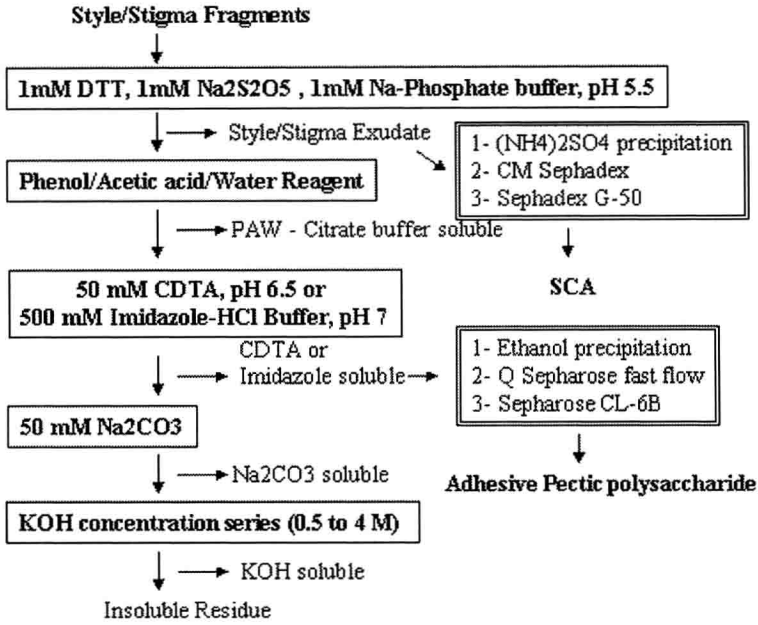 Style/Stigma Fragments
1mM DTT, 1mM Na2S2O5 , 1mM Na-Phosphate buffer, pH 5.5
Style/Stigma Exudate
1- (NH4)2SO4 precipitation
2- CM Sephadex
3- Sephadex G-50
Phenol/Acetic acid/Water Reagent
PAW - Citrate buffer soluble
SCA
50 mM CDTA, pH 6.5 or
500 mM Imidazole-HCl Buffer, pH 7
CDTA or
Imidazole soluble
1- Ethanol precipitation
2- Q Sepharose fast flow
3- Sepharose CL-6B
50 mM Na2CO3
Na2CO3 soluble
Adhesive Pectic polysaccharide
KOH concentration series (0.5 to 4 M)
KOH soluble
Insoluble Residue